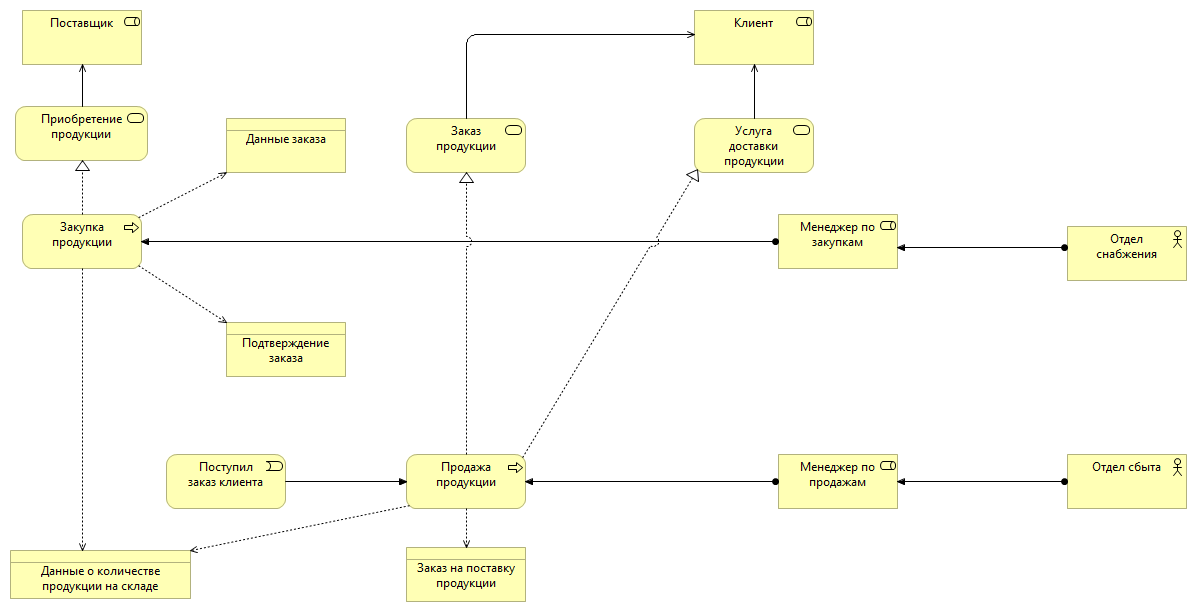 Поставщик
Клиент
Приобретение
продукции
Данные заказа
Заказ
продукции
Услуга
доставки
продукции
Закупка
продукции
Менеджер по
закупкам
Отдел
снабжения
Подтверждение
заказа
Поступил
заказ клиента
Продажа
продукции
Менеджер по
продажам
Отдел сбыта
Данные о количестве
продукции на складе
Заказ на поставку
продукции